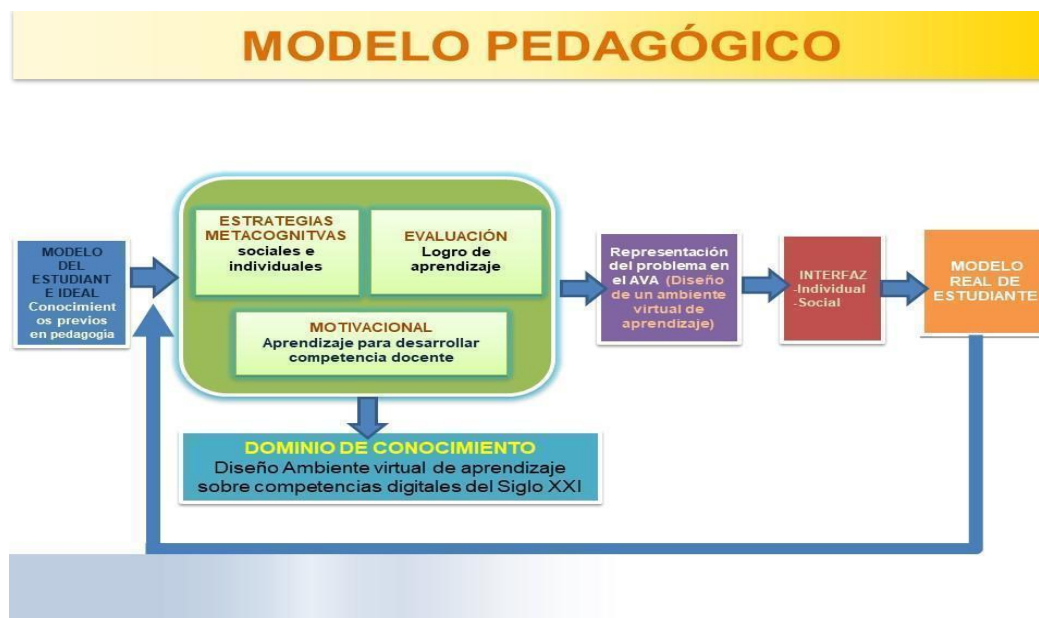 MODELO PEDAGÓGICO
MODELO
DEL
ESTUDIANT
E IDEAL
Conocimient
os previos
en pedagogía
ESTRATEGIAS
METACOGNITVAS
sociales e
individuales
EVALUACIÓN
Logro de
aprendizaje
MOTIVACIONAL
Aprendizaje para desarrollar
competencia docente
DOMINIO DE CONOCIMIENTO
Diseño Ambiente virtual de aprendizaje
sobre competencias digitales del Siglo XXI
Representación
del problema en
el AVA (Diseño
de un ambiente
virtual de
aprendizaje)
INTERFAZ
-Individual
-Social
MODELO
REAL DE
ESTUDIANTE